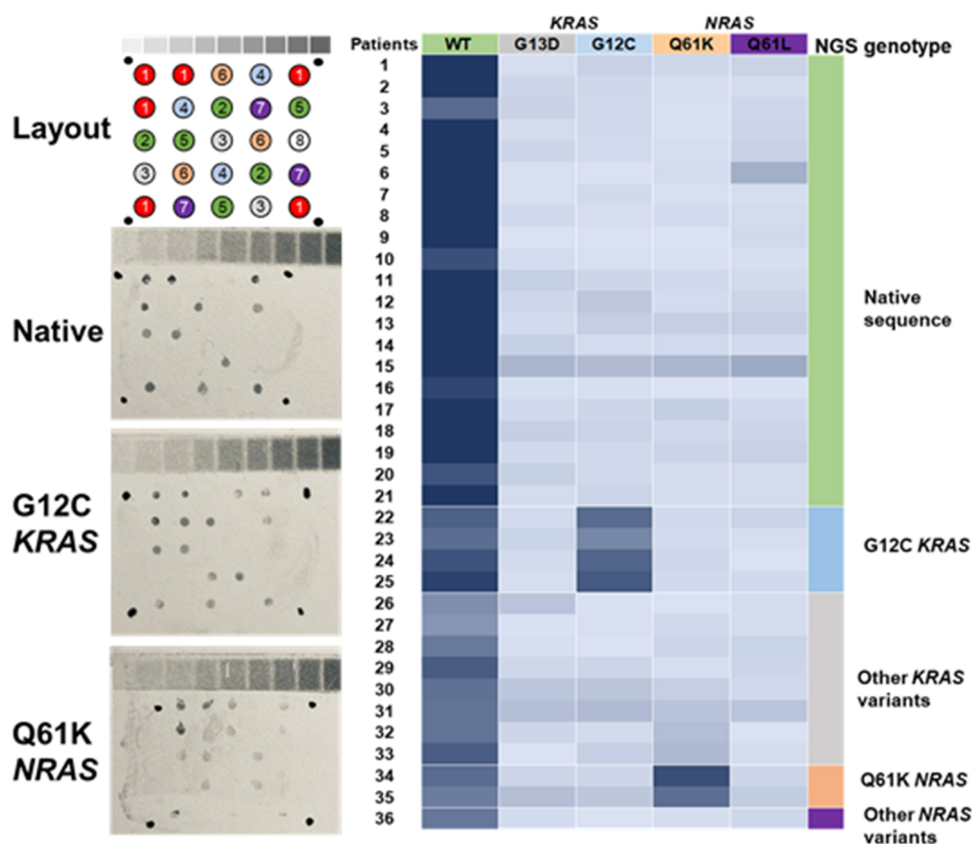 KRAS NRAS
Patients WT G13D G12C Q61K Q61L NGS genotype
Layout
1 1 6 4 1
1 4 2 7 5
2 5 3 6 8
3 6 4 2 7
1 7 5 3 1
Native
G12C
KRAS
Q61K
NRAS
1
2
3
4
5
6
7
8
9
10
11
12
13
14
15
16
17
18
19
20
21
22
23
24
25
26
27
28
29
30
31
32
33
34
35
36
Native
sequence
G12C KRAS
Other KRAS
variants
Q61K NRAS
Other NRAS
variants